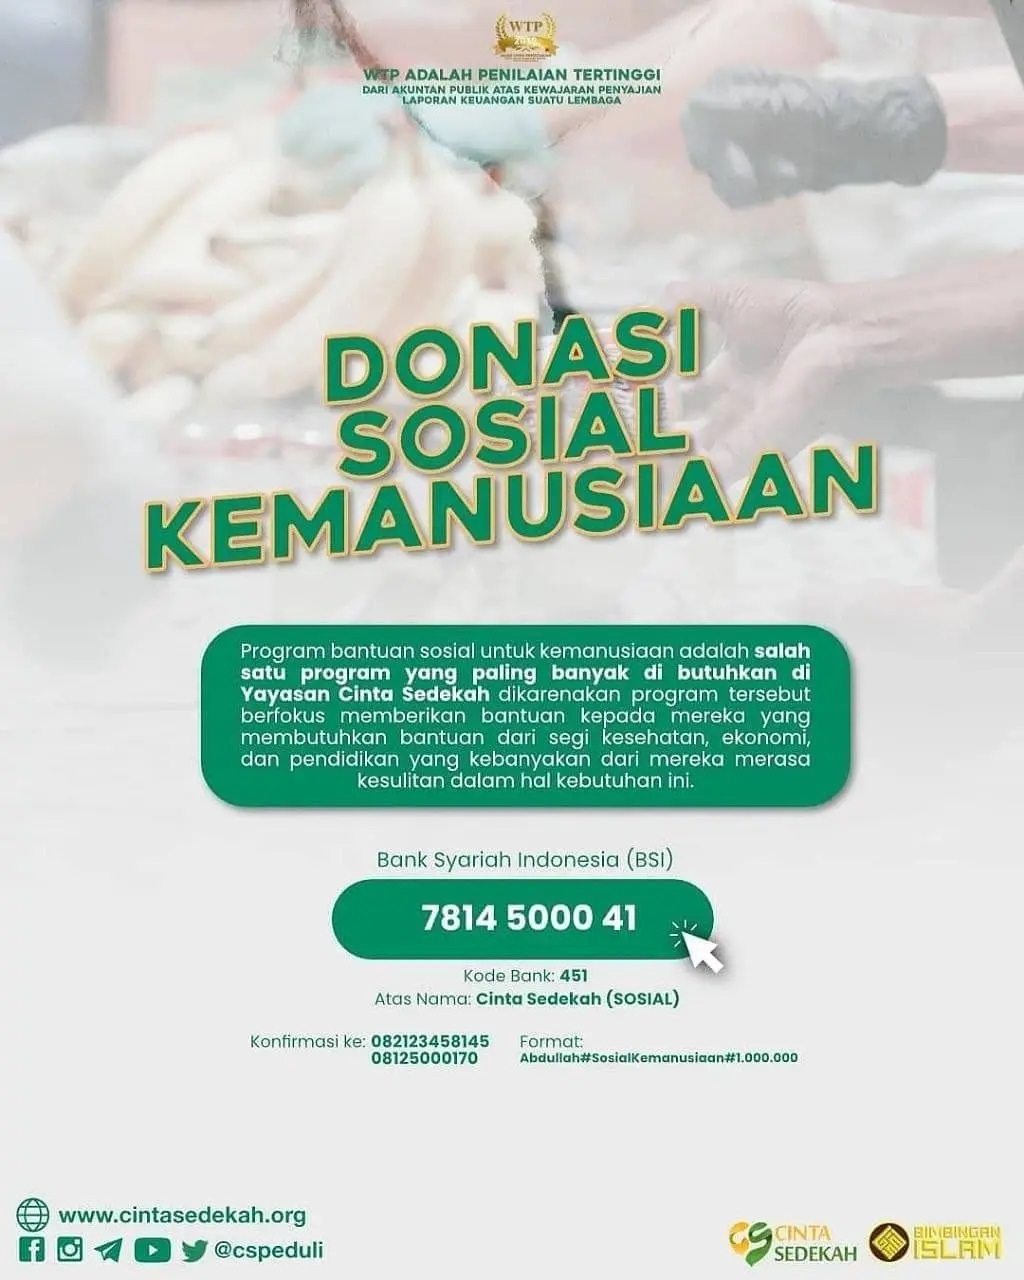 WTP
WTP ADALAH PENILAIAN TERTINGGI
DARI AKUNTAN PUBLIK ATAS KEWAJARAN PENYAJIAN
LAPORAN KEUANGAN SUATU LEMBAGA
DONASI
SOSIAL
KEMANUSIAAN
Program bantuan sosial untuk kemanusiaan adalah salah
satu program yang paling banyak di butuhkan di
Yayasan Cinta Sedekah dikarenakan program tersebut
berfokus memberikan bantuan kepada mereka yang
membutuhkan bantuan dari segi kesehatan, ekonomi,
dan pendidikan yang kebanyakan dari mereka merasa
kesulitan dalam hal kebutuhan ini.
Bank Syariah Indonesia (BSI)
7814 5000 41
Kode Bank: 451
Atas Nama: Cinta Sedekah (SOSIAL)
Konfirmasi ke: 082123458145
08125000170
Format:
Abdullah#SosialKemanusiaan#1.000.000
www.cintasedekah.org
@cspeduli
CINTA
SEDEKAH
BIMBINGAN
ISLAM